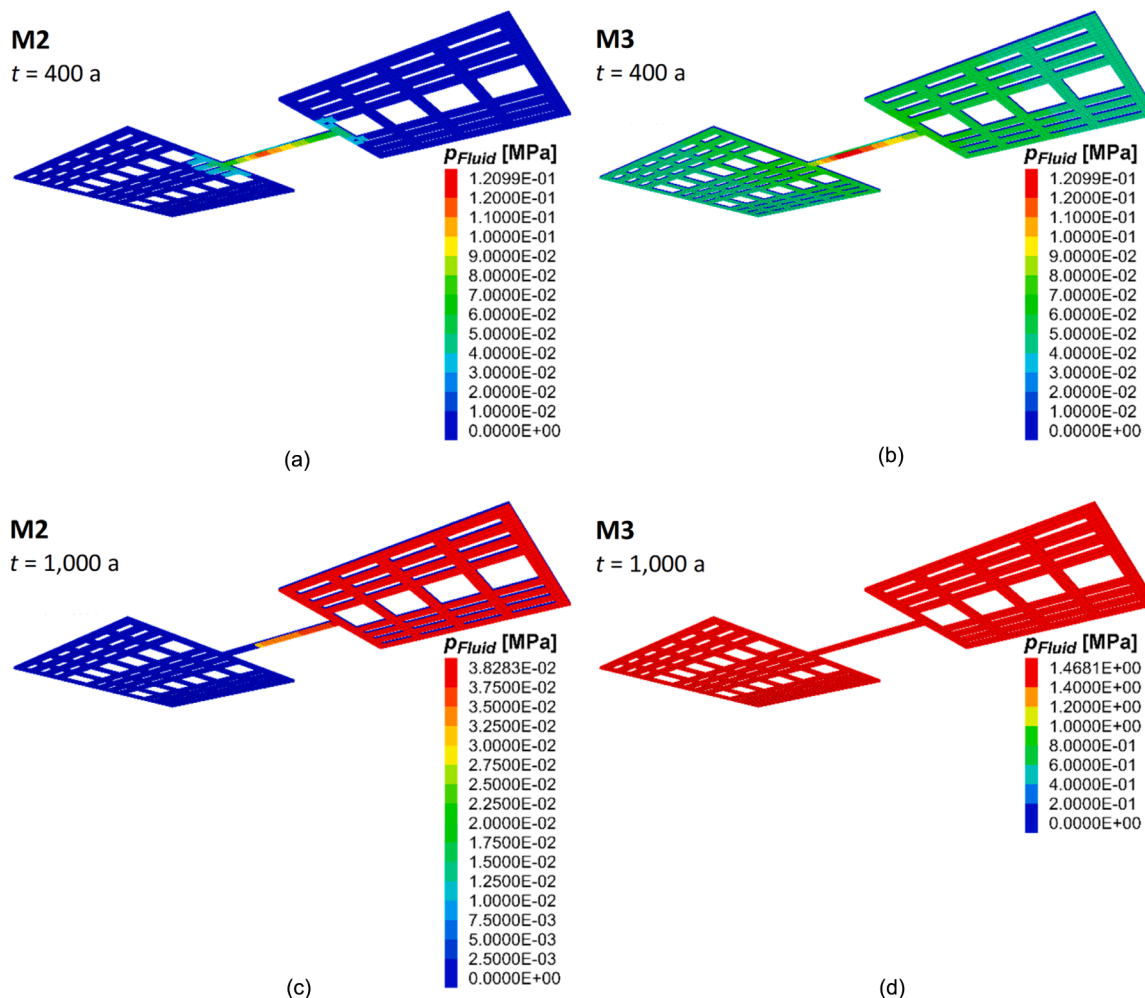 M2
t = 400 a
p_Fluid [MPa]
1.2099E-01
1.2000E-01
1.1000E-01
1.0000E-01
9.0000E-02
8.0000E-02
7.0000E-02
6.0000E-02
5.0000E-02
4.0000E-02
3.0000E-02
2.0000E-02
1.0000E-02
0.0000E+00
(a)
M3
t = 400 a
p_Fluid [MPa]
1.2099E-01
1.2000E-01
1.1000E-01
1.0000E-01
9.0000E-02
8.0000E-02
7.0000E-02
6.0000E-02
5.0000E-02
4.0000E-02
3.0000E-02
2.0000E-02
1.0000E-02
0.0000E+00
(b)
M2
t = 1,000 a
p_Fluid [MPa]
3.8283E-02
3.7500E-02
3.5000E-02
3.2500E-02
3.0000E-02
2.7500E-02
2.5000E-02
2.2500E-02
2.0000E-02
1.7500E-02
1.5000E-02
1.2500E-02
1.0000E-02
7.5000E-03
5.0000E-03
2.5000E-03
0.0000E+00
(c)
M3
t = 1,000 a
p_Fluid [MPa]
1.4681E+00
1.4000E+00
1.2000E+00
1.0000E+00
8.0000E-01
6.0000E-01
4.0000E-01
2.0000E-01
0.0000E+00
(d)